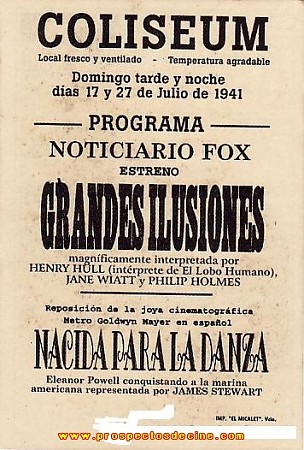 COLISEUM
Local fresco y ventilado - Temperatura agradable
Domingo tarde y noche
días 17 y 27 de Julio de 1941
PROGRAMA
NOTICIARIO FOX
ESTRENO
GRANDES ILUSIONES
magníficamente interpretada por
HENRY HÜLL (intérprete de El Lobo Humano),
JANE WIATT y PHILIP HOLMES
Reposición de la joya cinematográfica
Metro Goldwyn Mayer en español
NACIDA PARA LA DANZA
Eleanor Powell conquistando a la marina
americana representada por JAMES STEWART
IMP. "EL MICALET". Vcia.
www.prospectosdecine.com